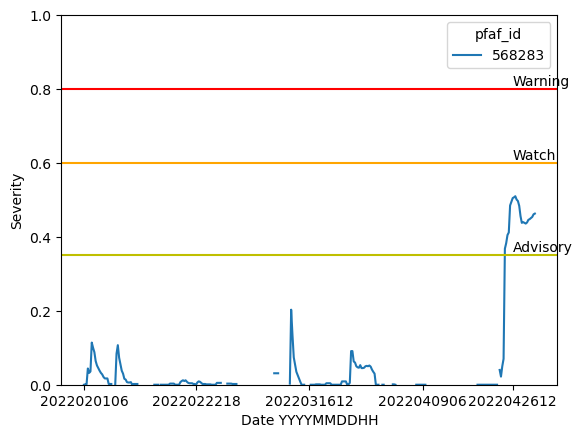 1.0
0.8
0.6
0.4
0.2
0.0
Severity
pfaf_id
568283
Warning
Watch
Advisory
2022020106
2022022218
2022031612
2022040906
2022042612
Date YYYYMMDDHH